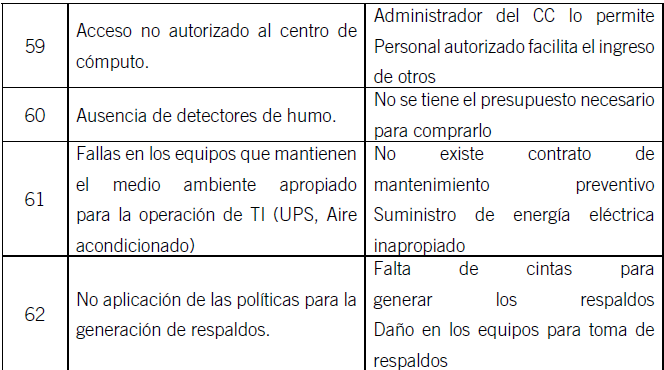 59
Acceso no autorizado al centro de
cómputo.
Administrador del CC lo permite
Personal autorizado facilita el ingreso
de otros
60
Ausencia de detectores de humo.
No se tiene el presupuesto necesario
para comprarlo
61
Fallas en los equipos que mantienen
el medio ambiente apropiado
para la operación de TI (UPS, Aire
acondicionado)
No existe contrato de
mantenimiento preventivo
Suministro de energía eléctrica
inapropiado
62
No aplicación de las políticas para la
generación de respaldos.
Falta de cintas para
generar los respaldos
Daño en los equipos para toma de
respaldos